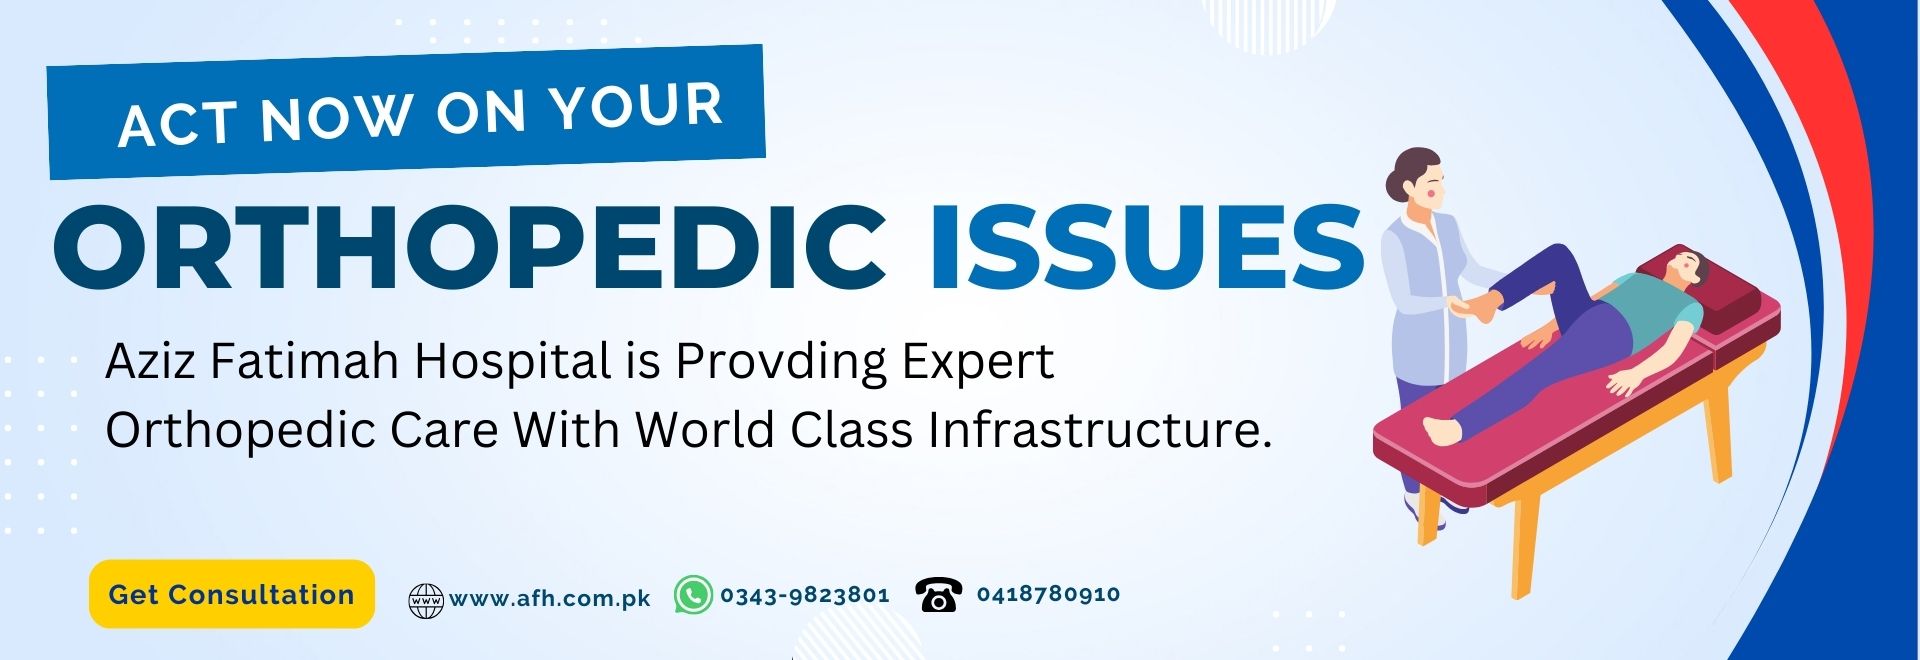 ACT NOW ON YOUR
ORTHOPEDIC ISSUES
Aziz Fatimah Hospital is Provding Expert
Orthopedic Care With World Class Infrastructure.
Get Consultation www www.afh.com.pk 0343-9823801 0418780910